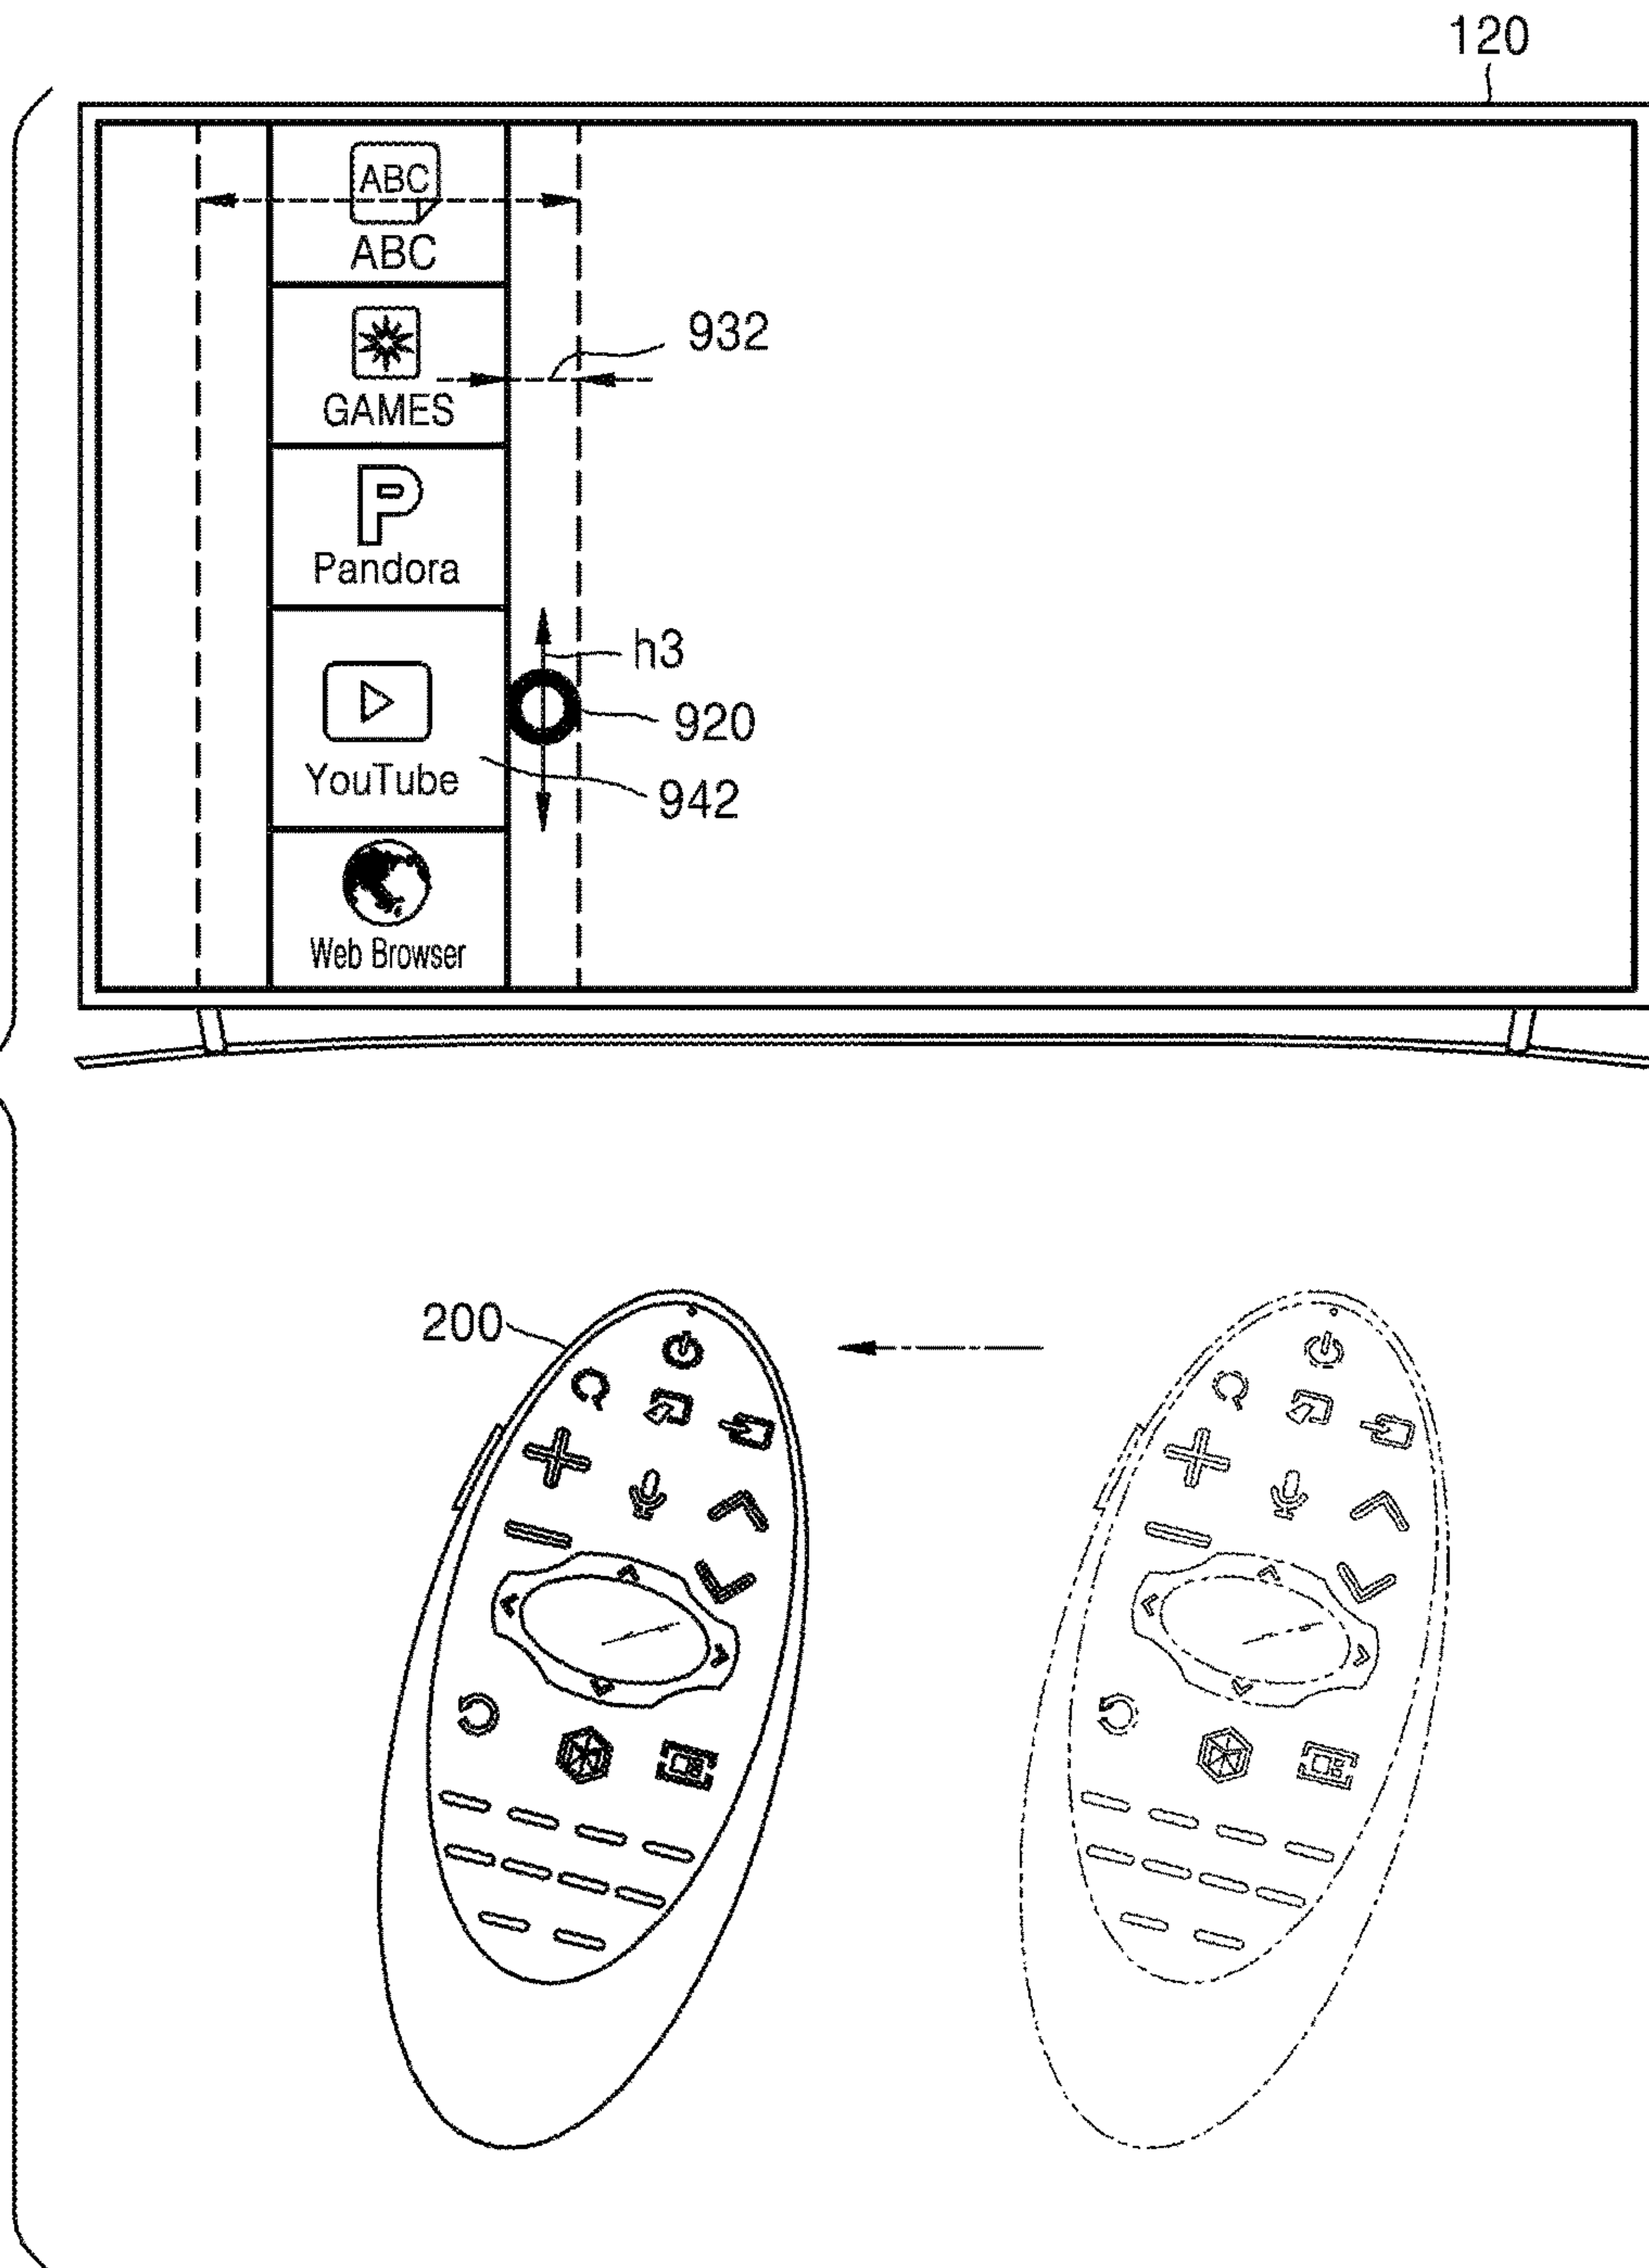 120
ABC
ABC
932
GAMES
P
Pandora
h3
920
YouTube
942
Web Browser
200